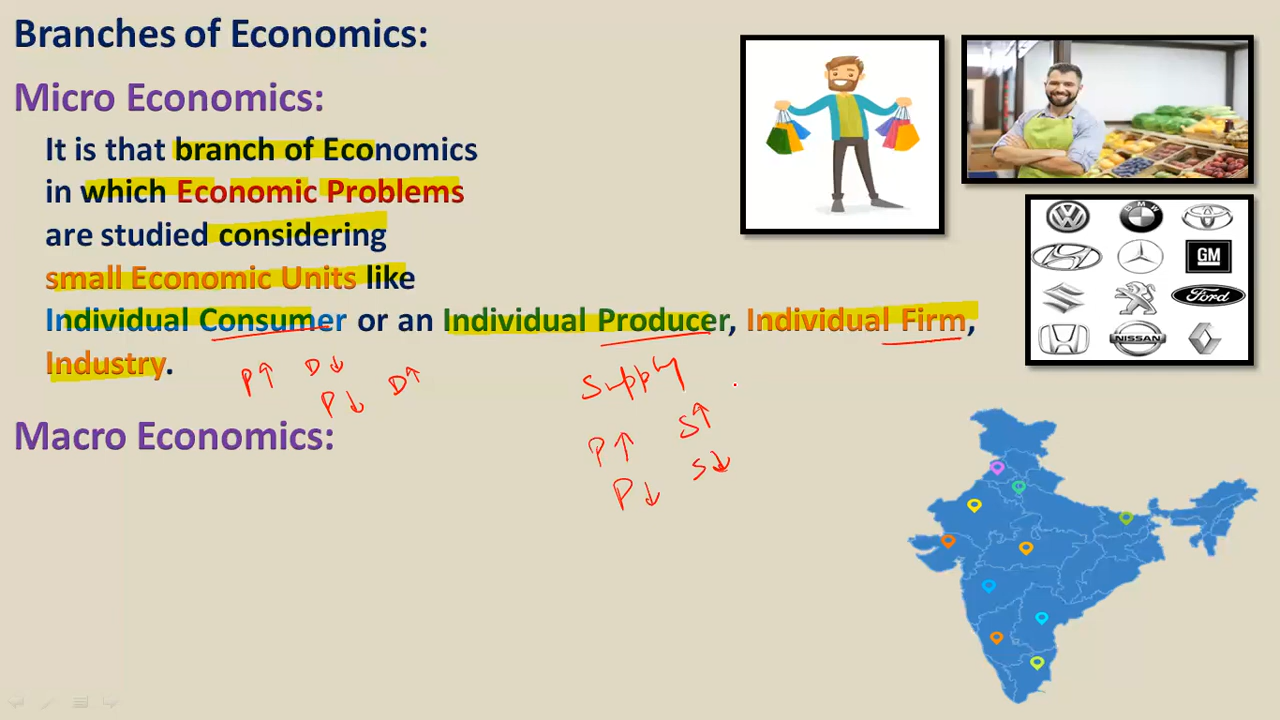 Branches of Economics:
Micro Economics:
It is that branch of Economics
in which Economic Problems
are studied considering
small Economic Units like
Individual Consumer or an Individual Producer, Individual Firm,
Industry.
P↑ D↓
P↓ D↑
Supply
P↑ S↑
P↓ S↓
Macro Economics:
GM
Ford
NISSAN